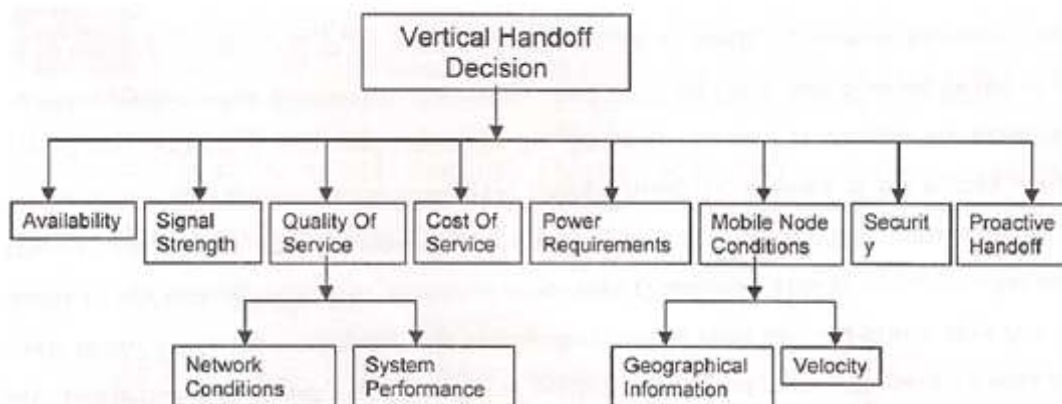 Vertical Handoff
Decision
Availability
Signal
Strength
Quality Of
Service
Cost Of
Service
Power
Requirements
Mobile Node
Conditions
Securit
y
Proactive
Handoff
Network
Conditions
System
Performance
Geographical
Information
Velocity